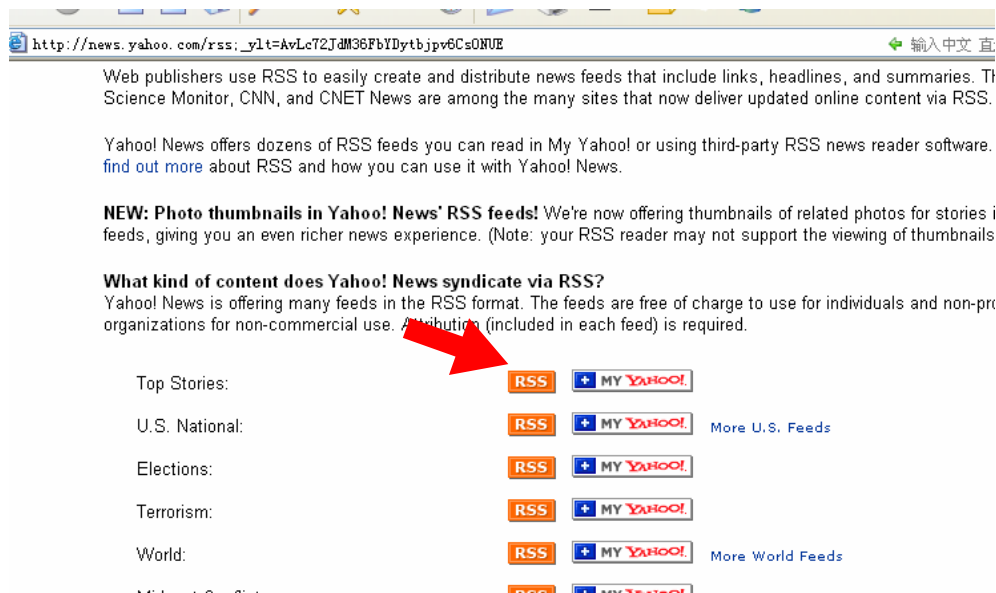 http://news.yahoo.com/rss;_ylt=AvLc72JdM36FbYDytbjpv6CsONUE
输入中文 直
Web publishers use RSS to easily create and distribute news feeds that include links, headlines, and summaries. Th
Science Monitor, CNN, and CNET News are among the many sites that now deliver updated online content via RSS.
Yahoo! News offers dozens of RSS feeds you can read in My Yahoo! or using third-party RSS news reader software.
find out more about RSS and how you can use it with Yahoo! News.
NEW: Photo thumbnails in Yahoo! News' RSS feeds! We're now offering thumbnails of related photos for stories i
feeds, giving you an even richer news experience. (Note: your RSS reader may not support the viewing of thumbnails
What kind of content does Yahoo! News syndicate via RSS?
Yahoo! News is offering many feeds in the RSS format. The feeds are free of charge to use for individuals and non-pro
organizations for non-commercial use. Attribution (included in each feed) is required.
Top Stories: RSS + MY YAHOO!
U.S. National: RSS + MY YAHOO! More U.S. Feeds
Elections: RSS + MY YAHOO!
Terrorism: RSS + MY YAHOO!
World: RSS + MY YAHOO! More World Feeds
RSS + MY YAHOO!